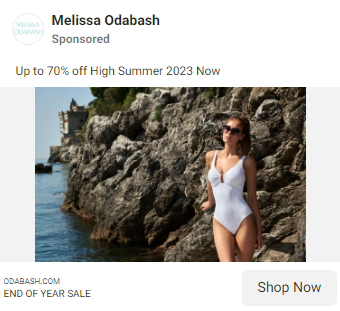 MELISSA
ODABASH
Melissa Odabash
Sponsored
Up to 70% off High Summer 2023 Now
ODABASH.COM
END OF YEAR SALE
Shop Now